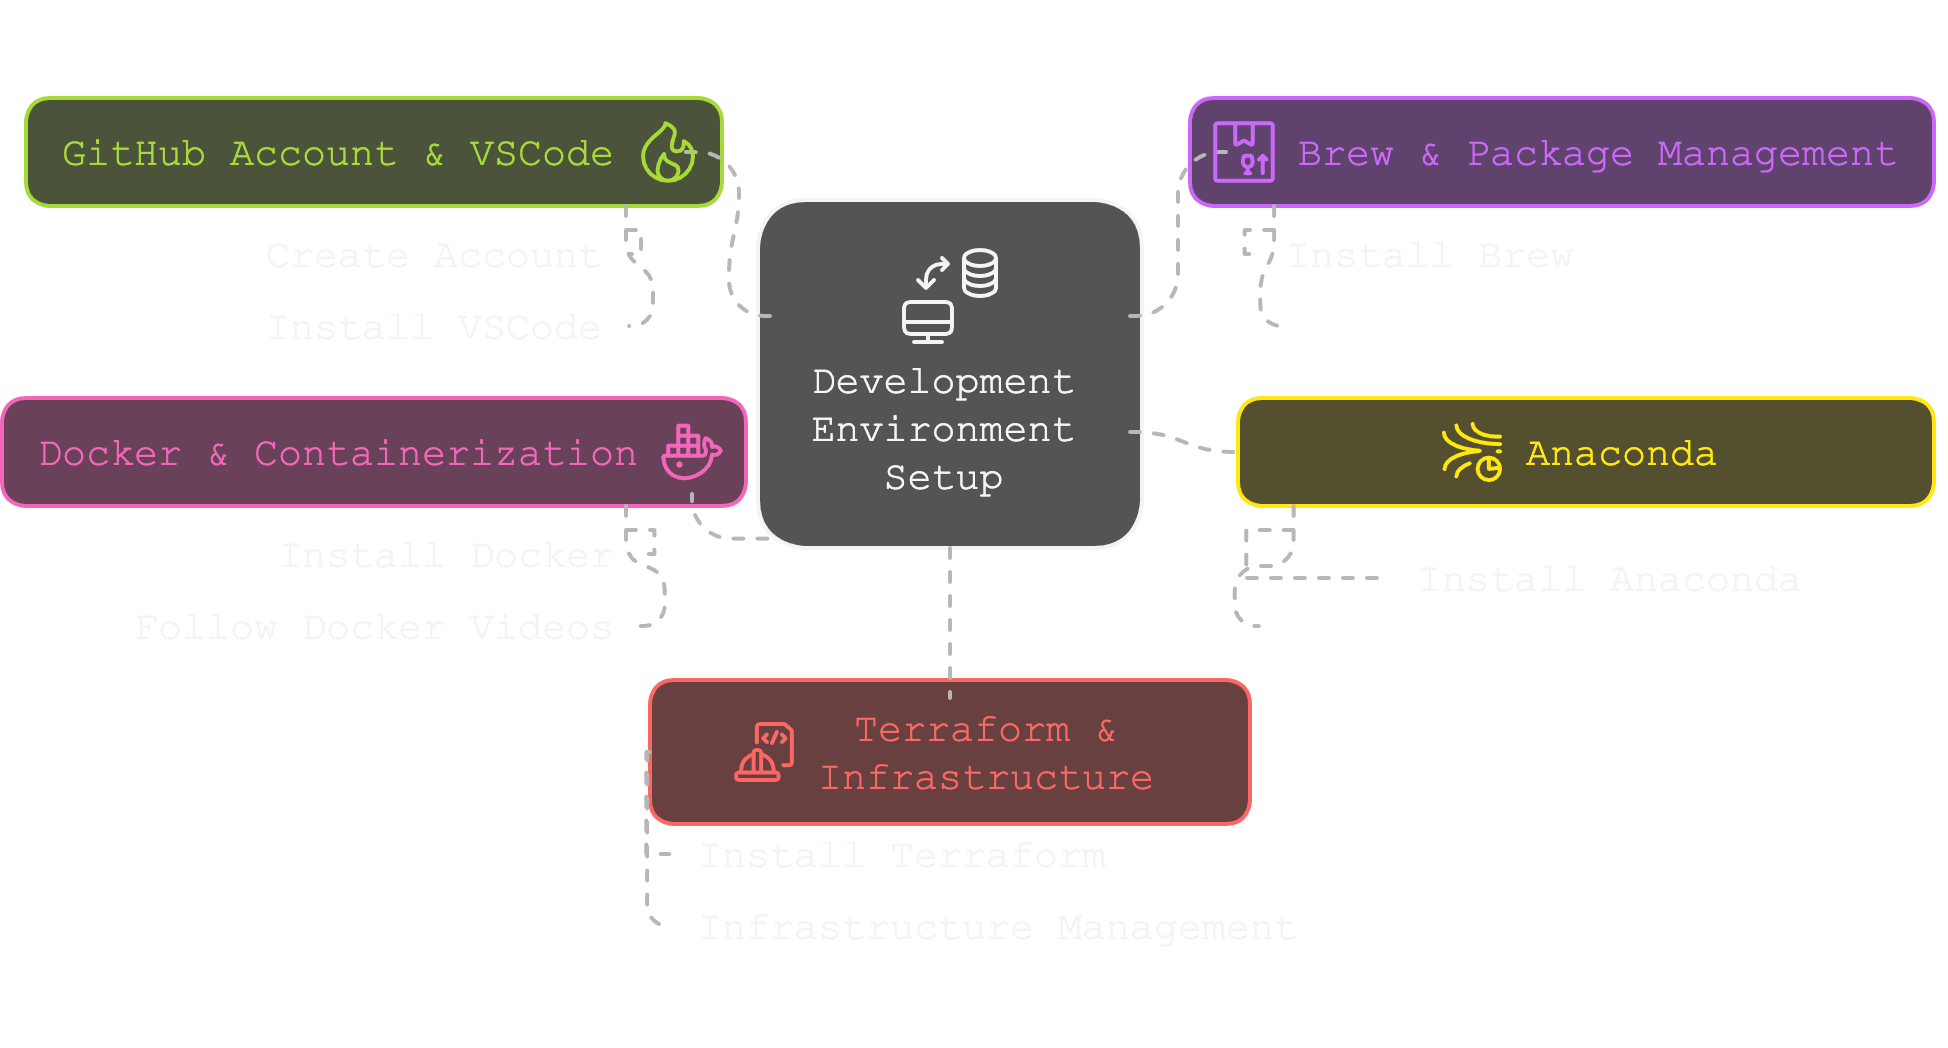 GitHub Account & VSCode
Create Account
Install VSCode
Brew & Package Management
Install Brew
Development
Environment
Setup
Docker & Containerization
Install Docker
Follow Docker Videos
Anaconda
Install Anaconda
Terraform &
Infrastructure
Install Terraform
Infrastructure Management